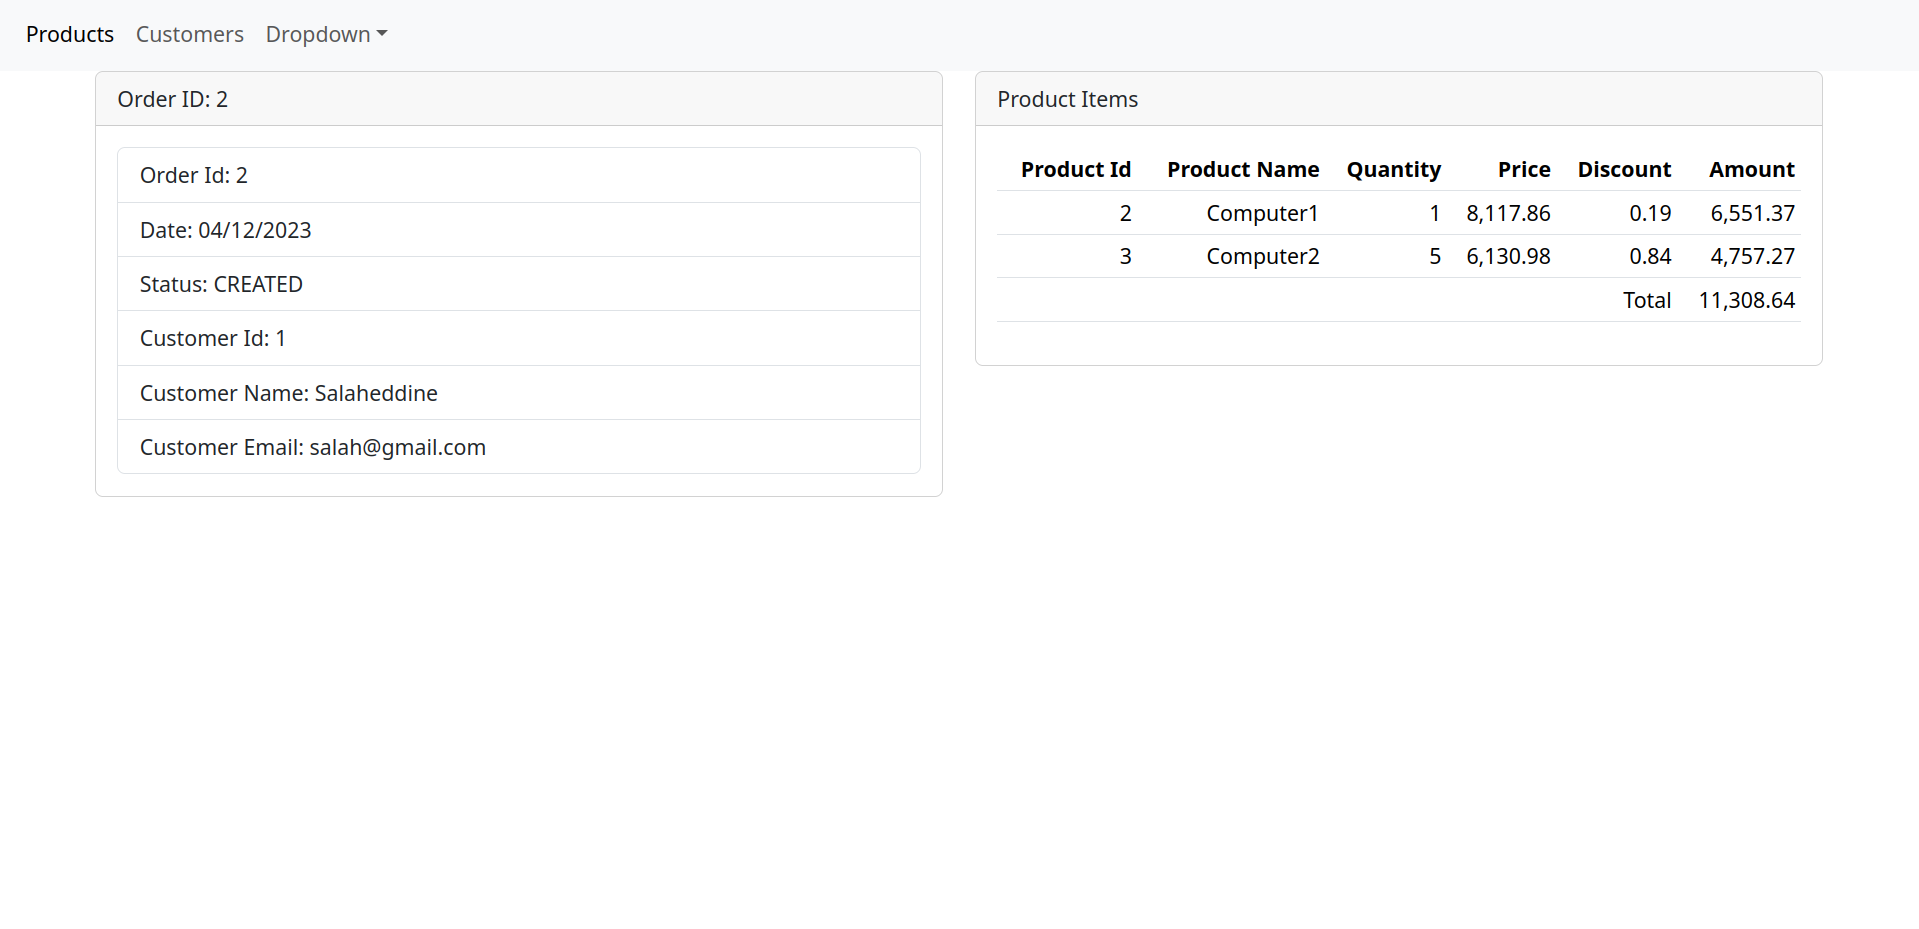 Products Customers Dropdown
Order ID: 2
Order Id: 2
Date: 04/12/2023
Status: CREATED
Customer Id: 1
Customer Name: Salaheddine
Customer Email: salah@gmail.com
Product Items
Product Id Product Name Quantity Price Discount Amount
2 Computer1 1 8,117.86 0.19 6,551.37
3 Computer2 5 6,130.98 0.84 4,757.27
Total 11,308.64